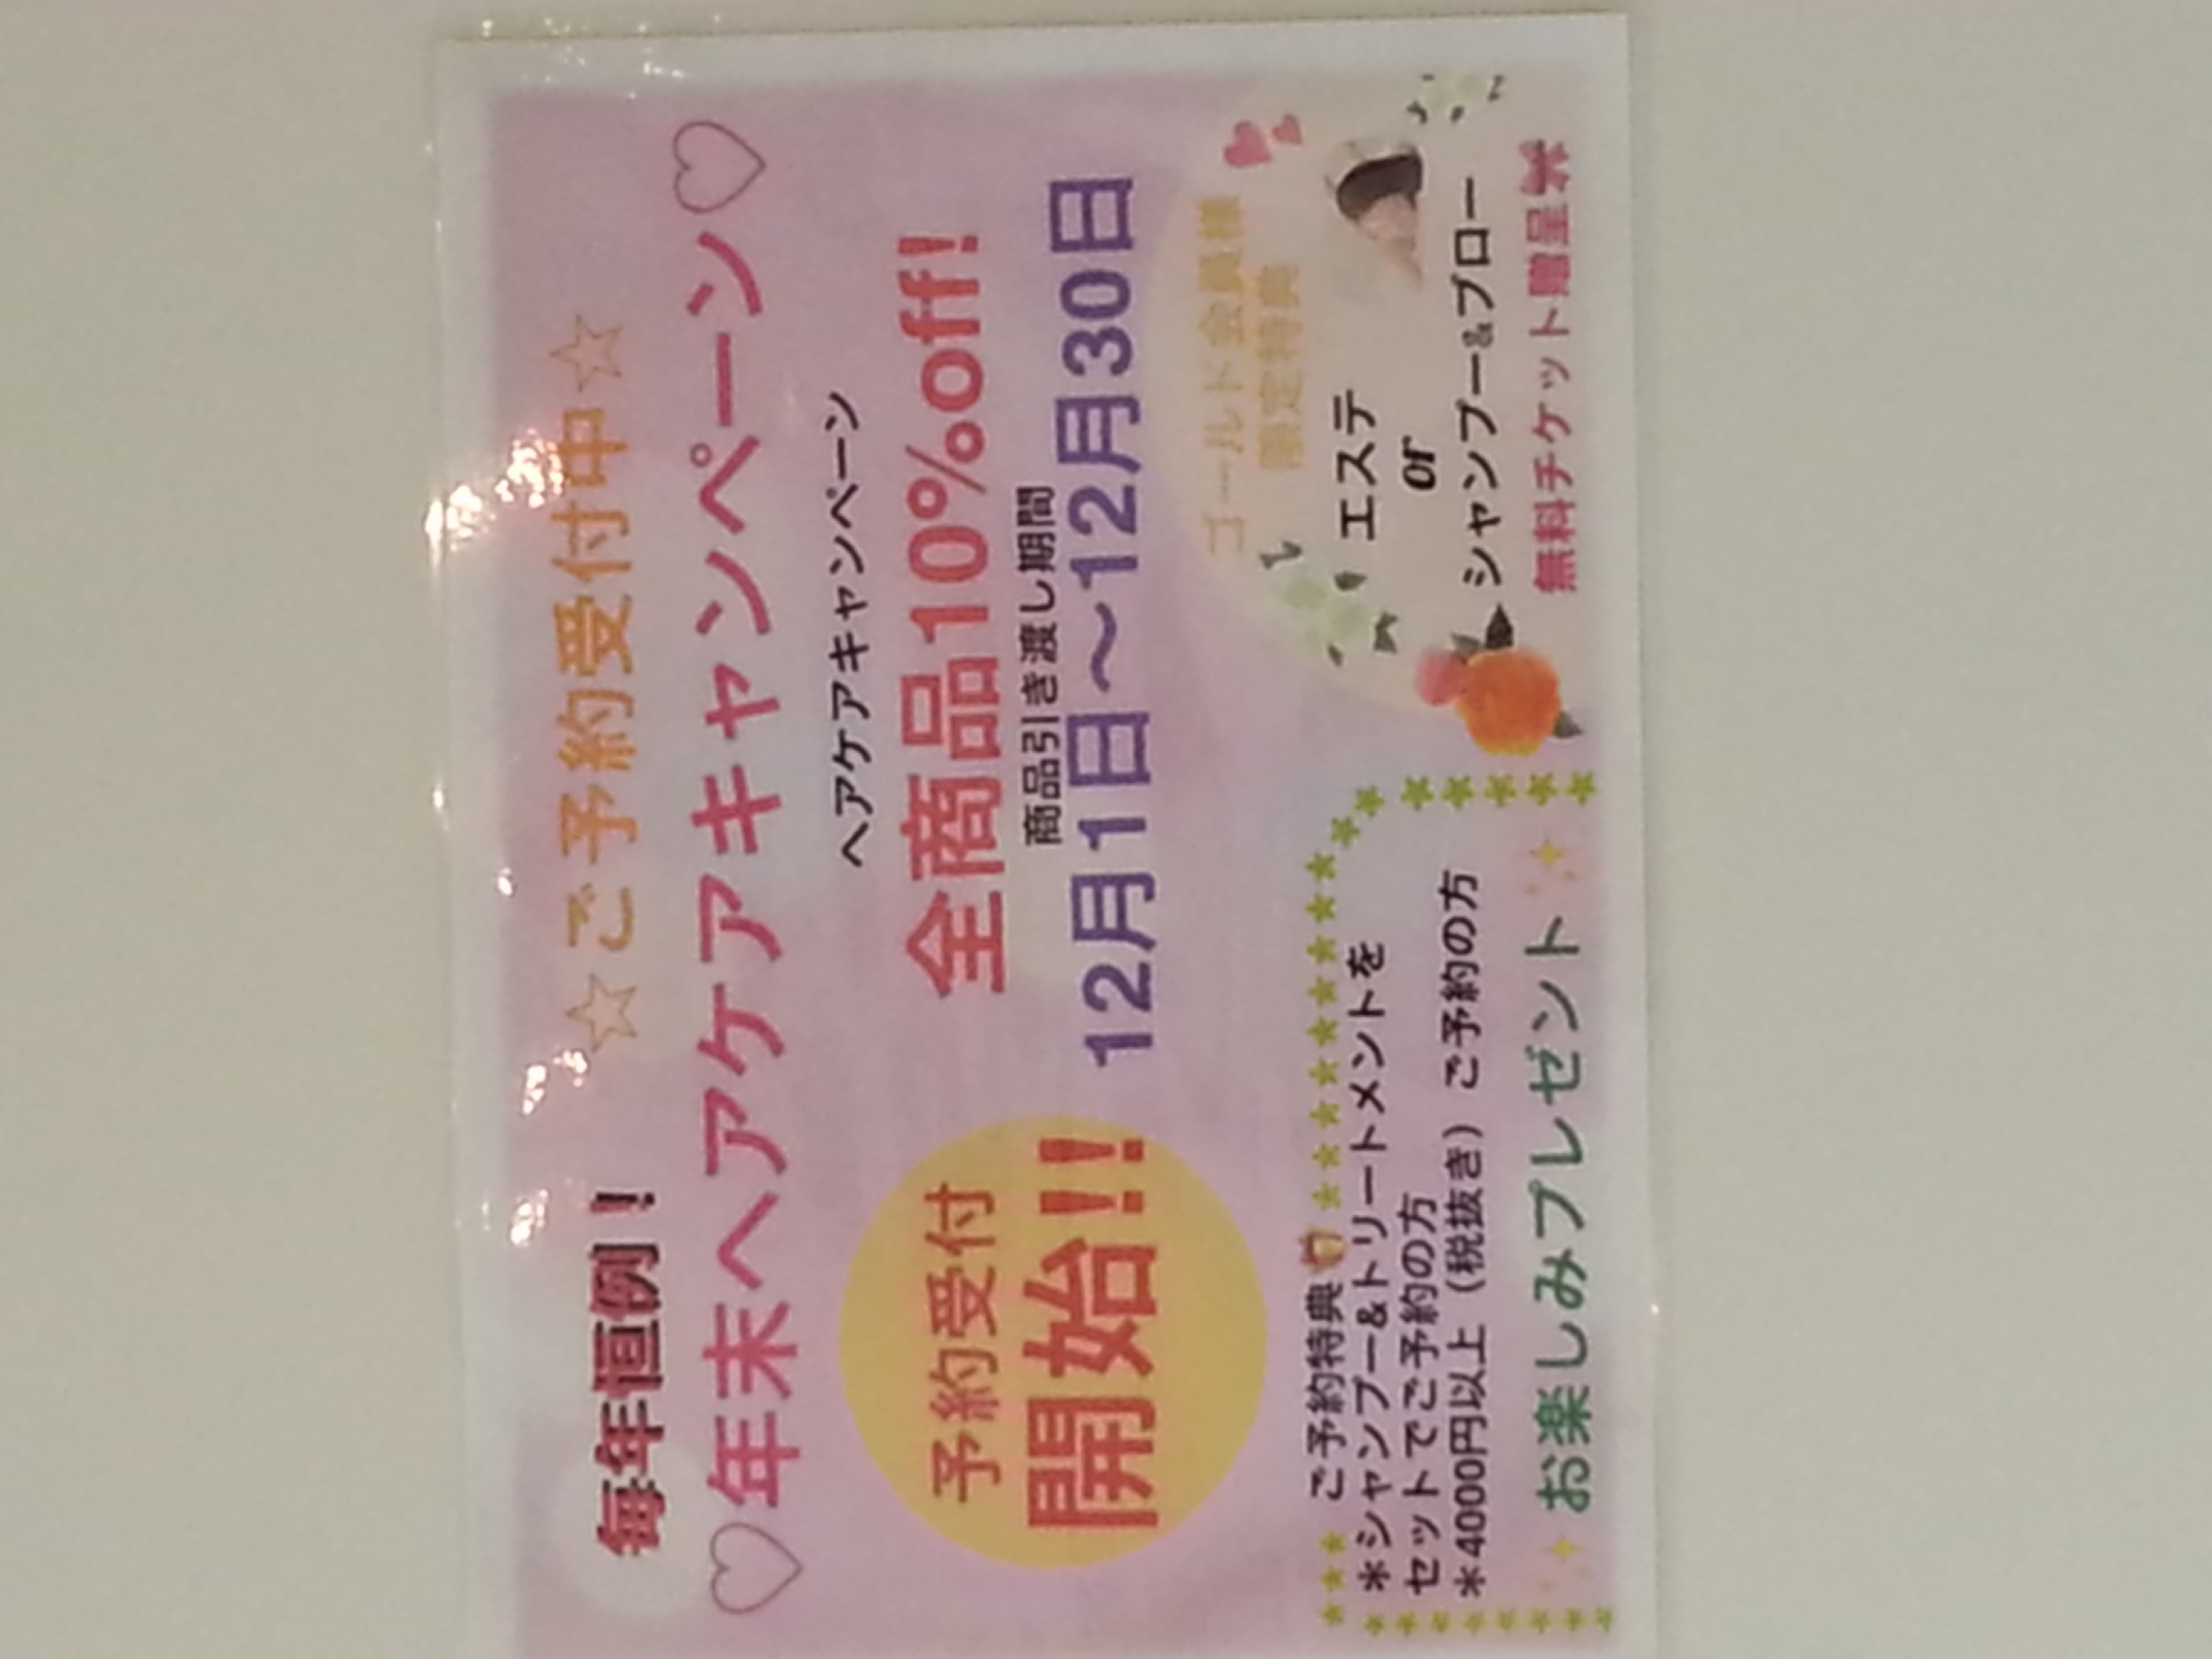 毎年恒例！
☆ご予約受付中☆
♡年末ヘアケアキャンペーン♡
ヘアケアキャンペーン
予約受付
開始!!
全商品10%off!
商品引き渡し期間
12月1日～12月30日
ご予約特典
＊シャンプー&トリートメントを
セットでご予約の方
＊4000円以上（税抜き）ご予約の方
お楽しみプレゼント
ゴールド会員様
限定特典
エステ
or
シャンプー&ブロー
無料チケット贈呈